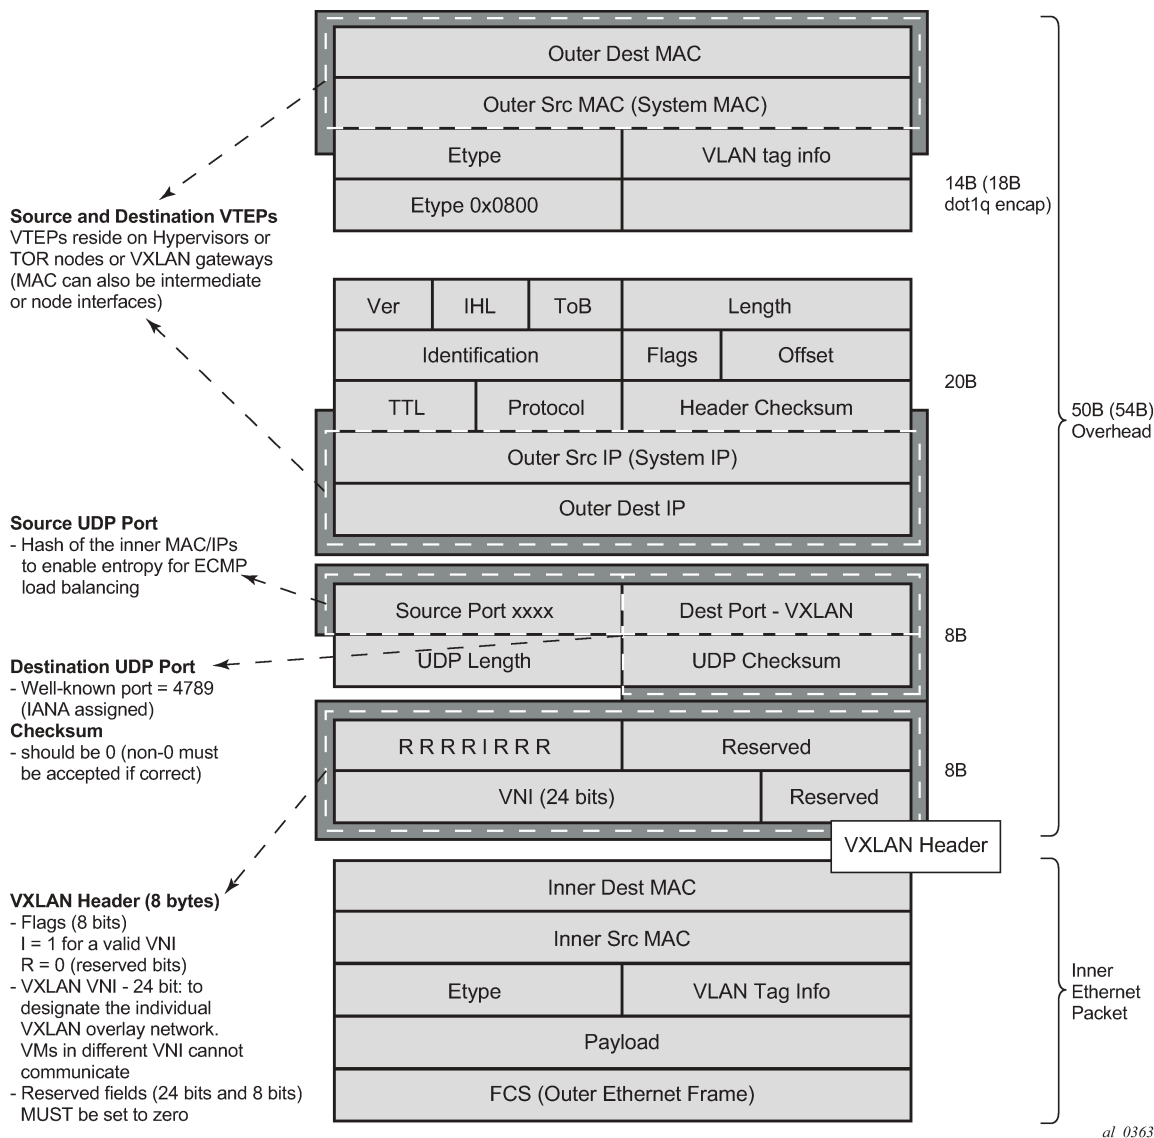 Outer Dest MAC
Outer Src MAC (System MAC)
Etype
VLAN tag info
Etype 0x0800
14B (18B
dot1q encap)
Source and Destination VTEPs
VTEPs reside on Hypervisors or
TOR nodes or VXLAN gateways
(MAC can also be intermediate
or node interfaces)
Ver
IHL
ToB
Length
Identification
Flags
Offset
TTL
Protocol
Header Checksum
Outer Src IP (System IP)
Outer Dest IP
20B
50B (54B)
Overhead
Source UDP Port
- Hash of the inner MAC/IPs
to enable entropy for ECMP
load balancing
Source Port xxxx
Dest Port - VXLAN
UDP Length
UDP Checksum
8B
Destination UDP Port
- Well-known port = 4789
(IANA assigned)
Checksum
- should be 0 (non-0 must
be accepted if correct)
R R R R I R R R
Reserved
VNI (24 bits)
Reserved
8B
VXLAN Header
VXLAN Header (8 bytes)
- Flags (8 bits)
I = 1 for a valid VNI
R = 0 (reserved bits)
- VXLAN VNI - 24 bit: to
designate the individual
VXLAN overlay network.
VMs in different VNI cannot
communicate
- Reserved fields (24 bits and 8 bits)
MUST be set to zero
Inner Dest MAC
Inner Src MAC
Etype
VLAN Tag Info
Payload
FCS (Outer Ethernet Frame)
Inner
Ethernet
Packet
al_0363